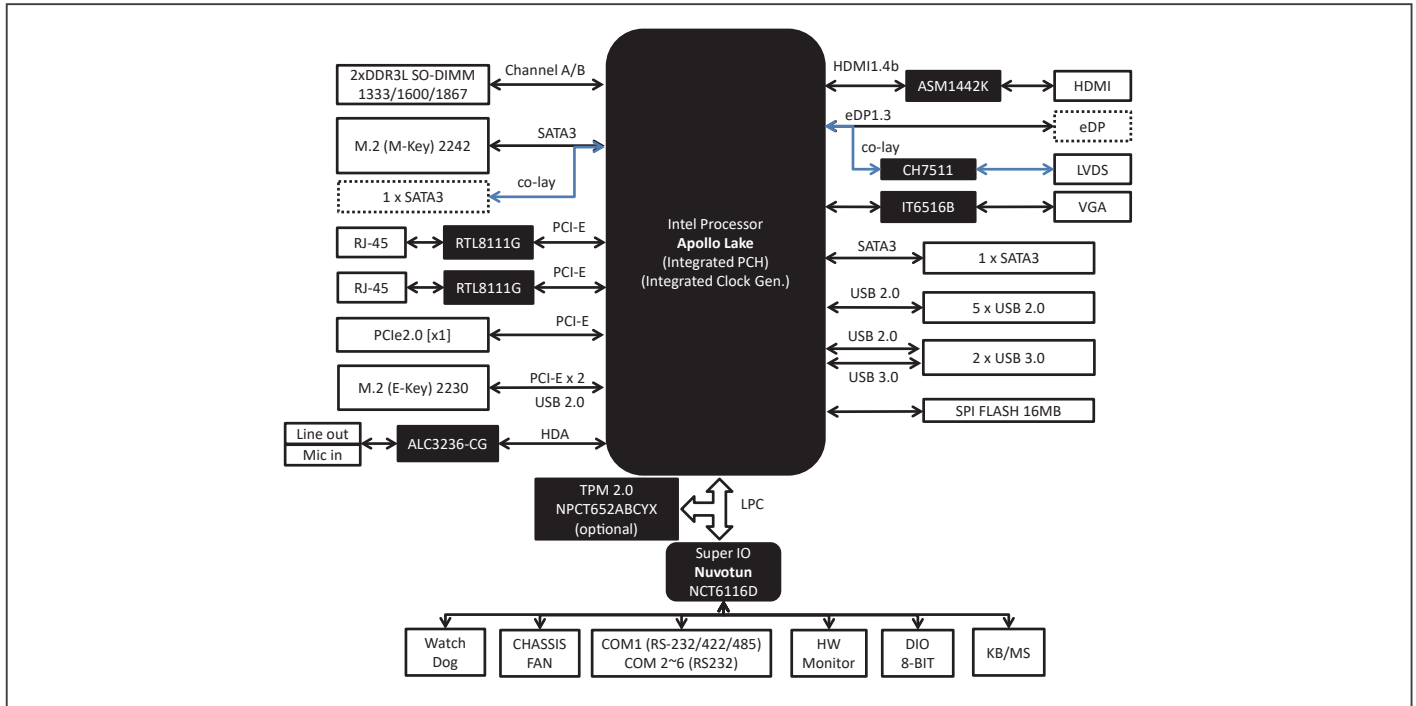 2xDDR3L SO-DIMM
1333/1600/1867
Channel A/B
M.2 (M-Key) 2242
SATA3
co-lay
1 x SATA3
RJ-45
RTL8111G
PCI-E
RJ-45
RTL8111G
PCI-E
PCIe2.0 [x1]
PCI-E
M.2 (E-Key) 2230
PCI-E x 2
USB 2.0
Line out
Mic in
ALC3236-CG
HDA
Intel Processor
Apollo Lake
(Integrated PCH)
(Integrated Clock Gen.)
HDMI1.4b
ASM1442K
HDMI
eDP1.3
eDP
co-lay
CH7511
LVDS
IT6516B
VGA
SATA3
1 x SATA3
USB 2.0
5 x USB 2.0
USB 2.0
2 x USB 3.0
USB 3.0
SPI FLASH 16MB
TPM 2.0
NPCT652ABCYX
(optional)
LPC
Super IO
Nuvotun
NCT6116D
Watch
Dog
CHASSIS
FAN
COM1 (RS-232/422/485)
COM 2~6 (RS232)
HW
Monitor
DIO
8-BIT
KB/MS